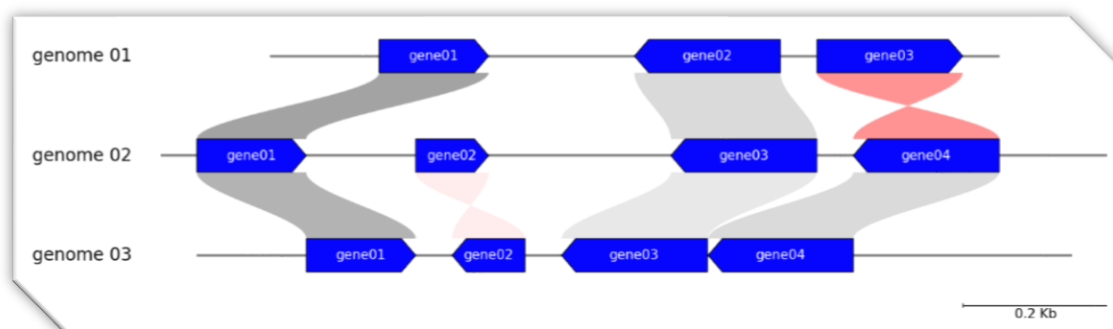 genome 01
gene01 gene02 gene03
genome 02
gene01 gene02 gene03 gene04
genome 03
gene01 gene02 gene03 gene04
0.2 Kb